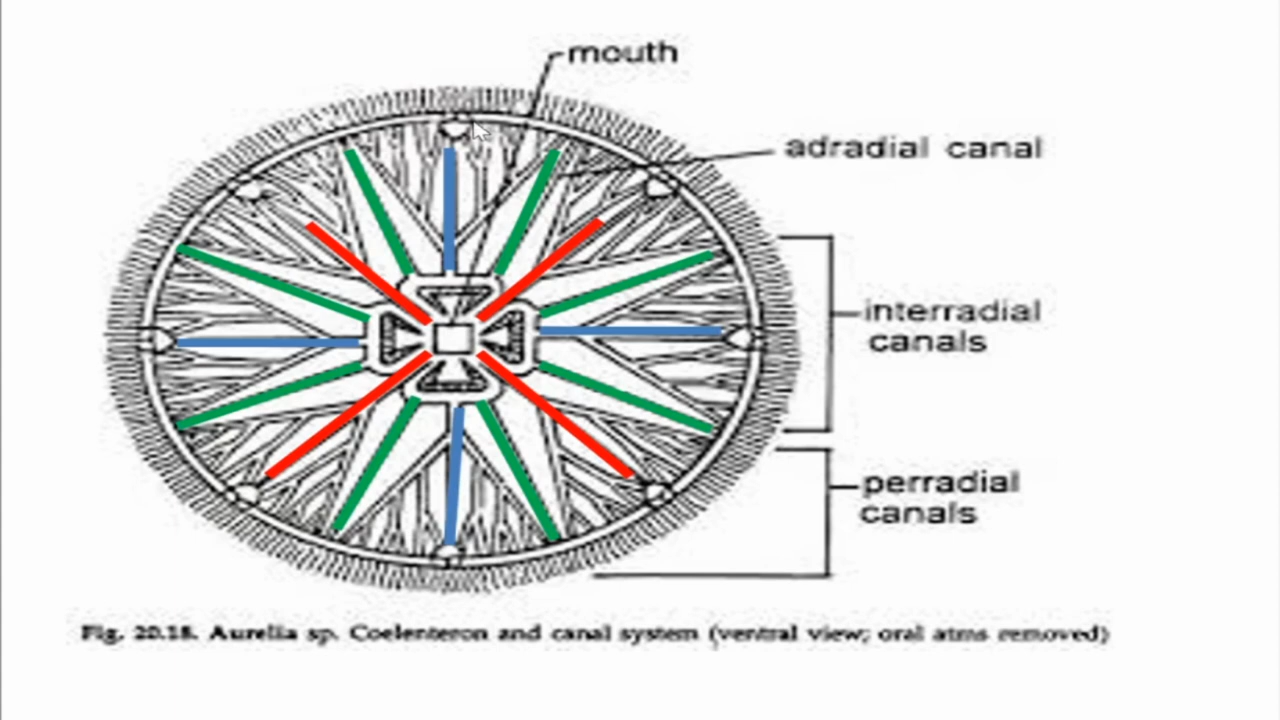 mouth
adradial canal
interradial
canals
perradial
canals
Fig. 20.18. Aurelia sp. Coelenteron and canal system (ventral view; oral arms removed)